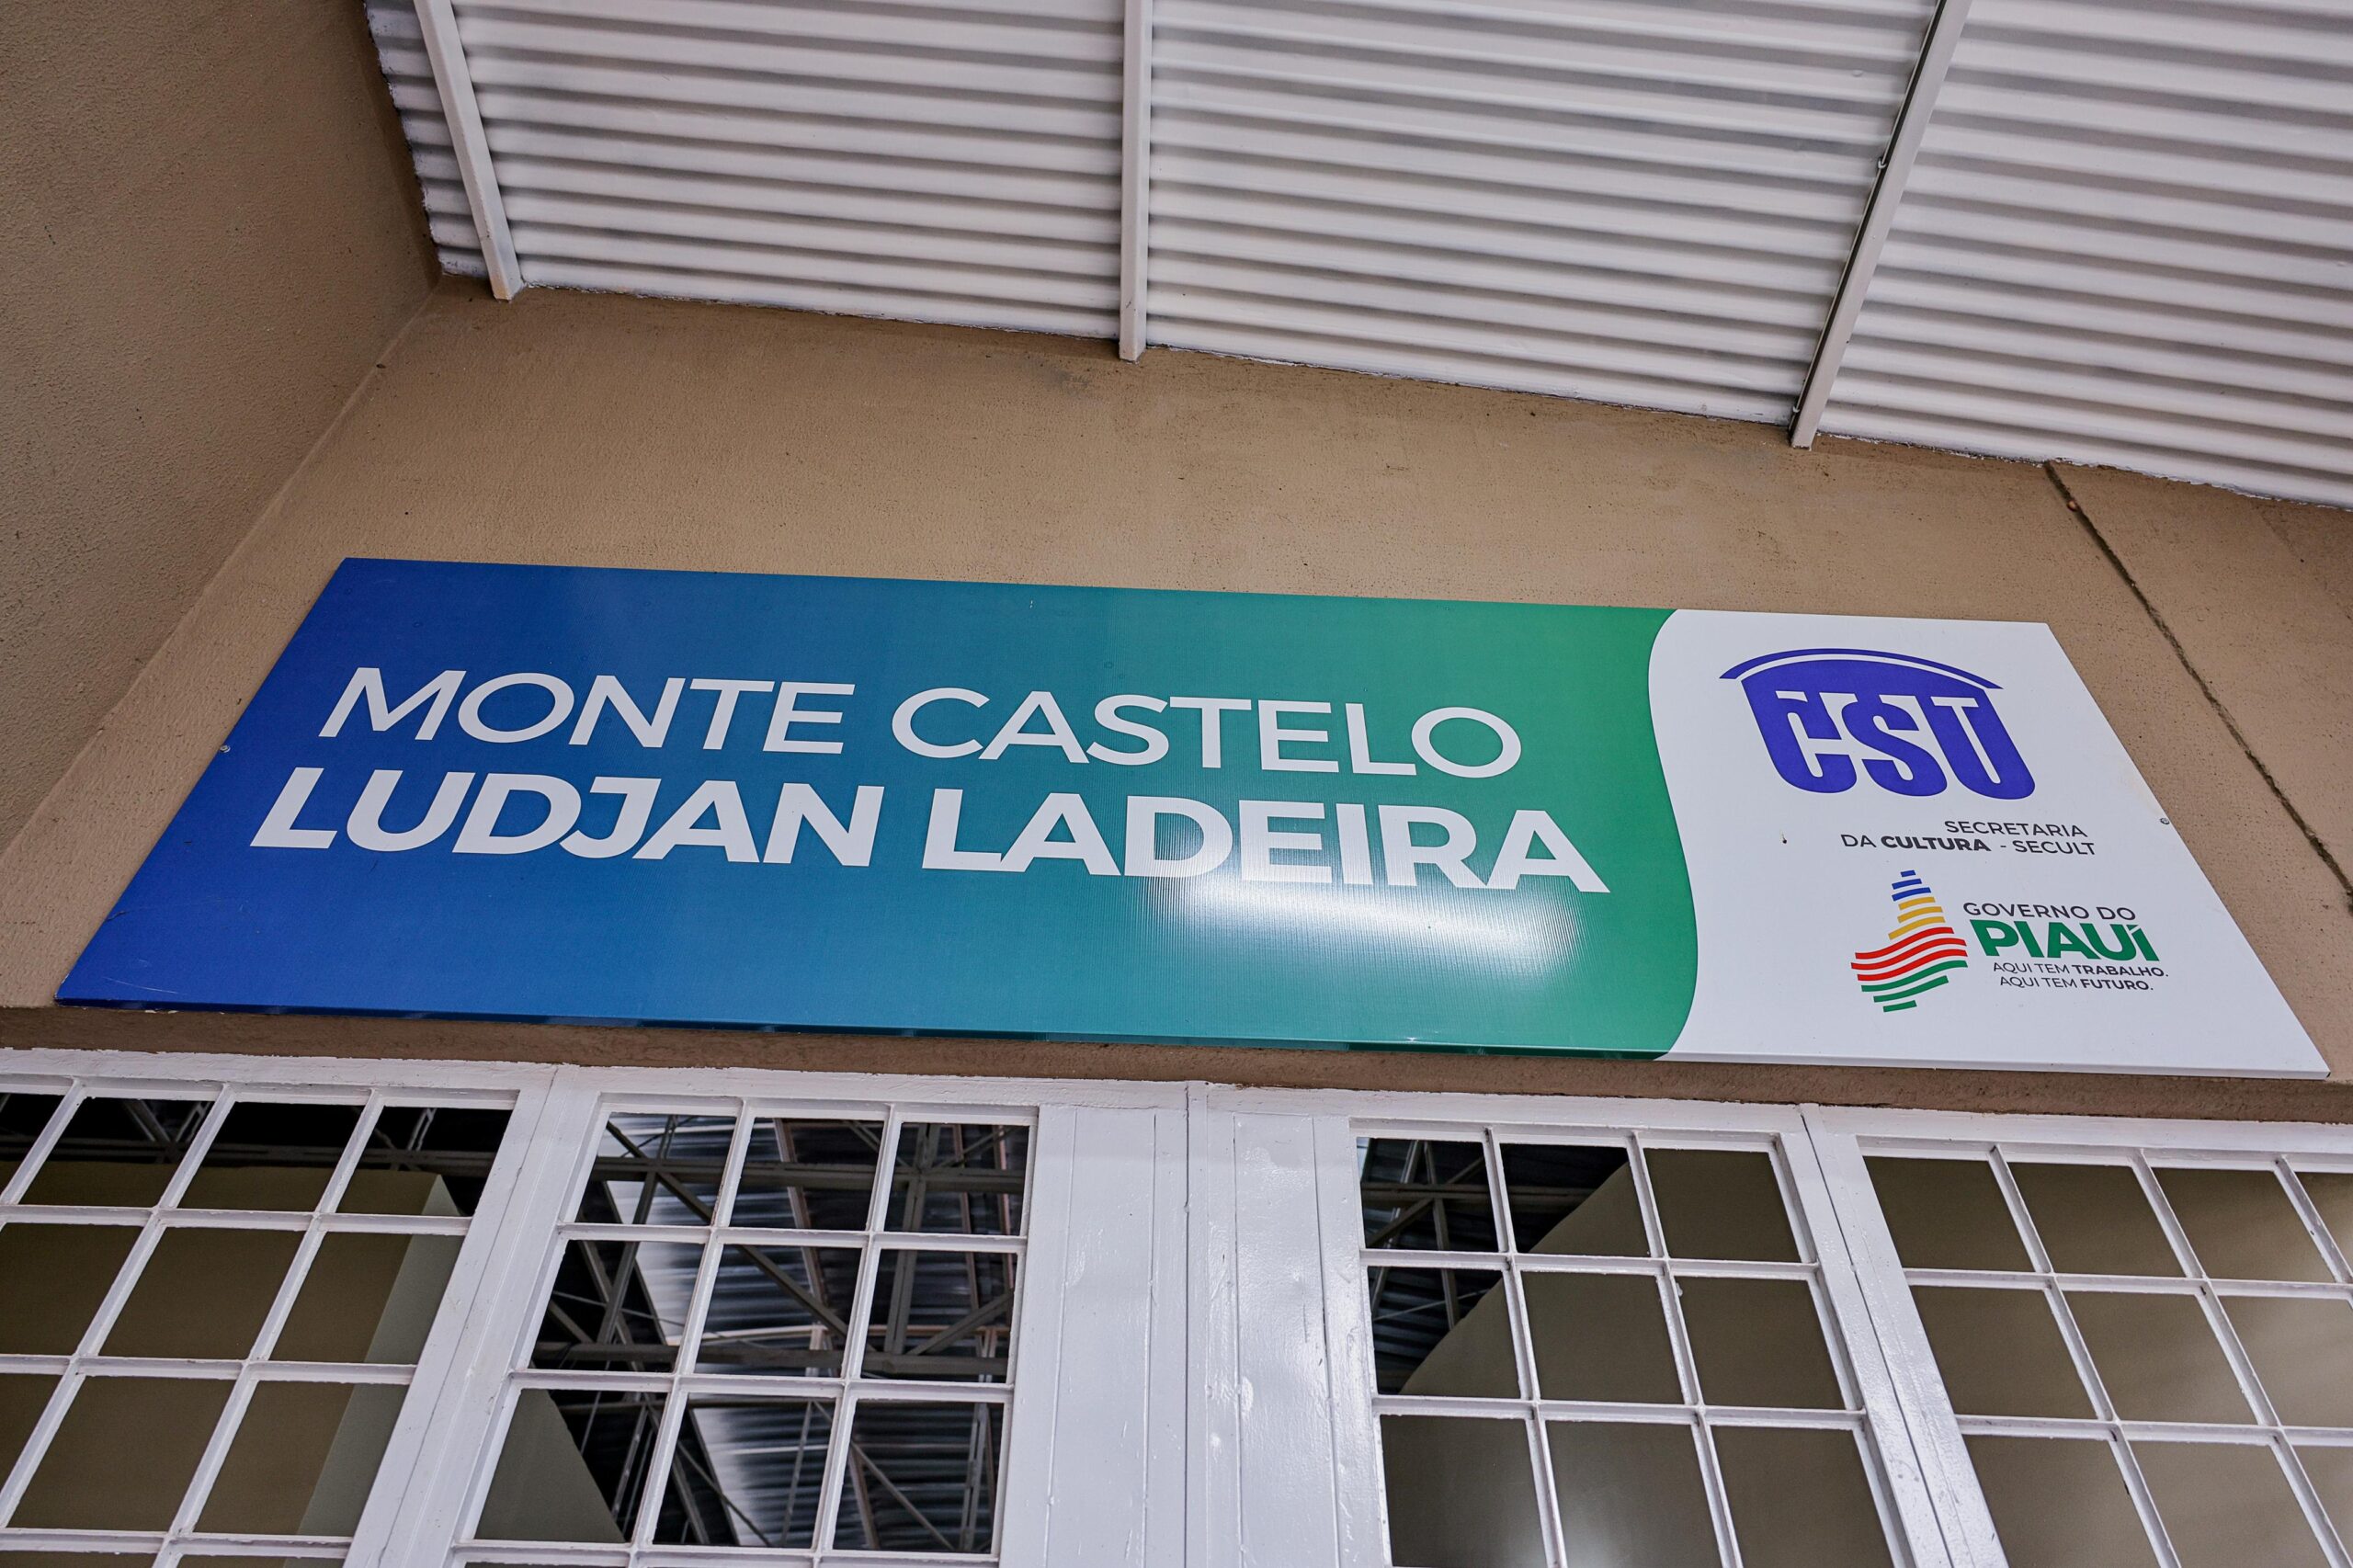 MONTE CASTELO
LUDJAN LADEIRA
CSU
SECRETARIA
DA CULTURA - SECULT
GOVERNO DO
PIAUÍ
AQUI TEM TRABALHO.
AQUI TEM FUTURO.